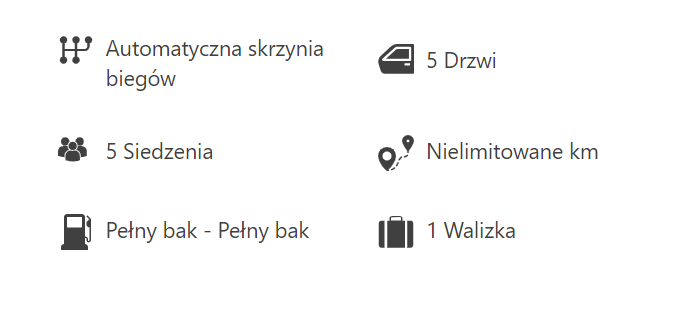 Automatyczna skrzynia
biegów
5 Drzwi
5 Siedzenia
Nielimitowane km
Pełny bak - Pełny bak
1 Walizka